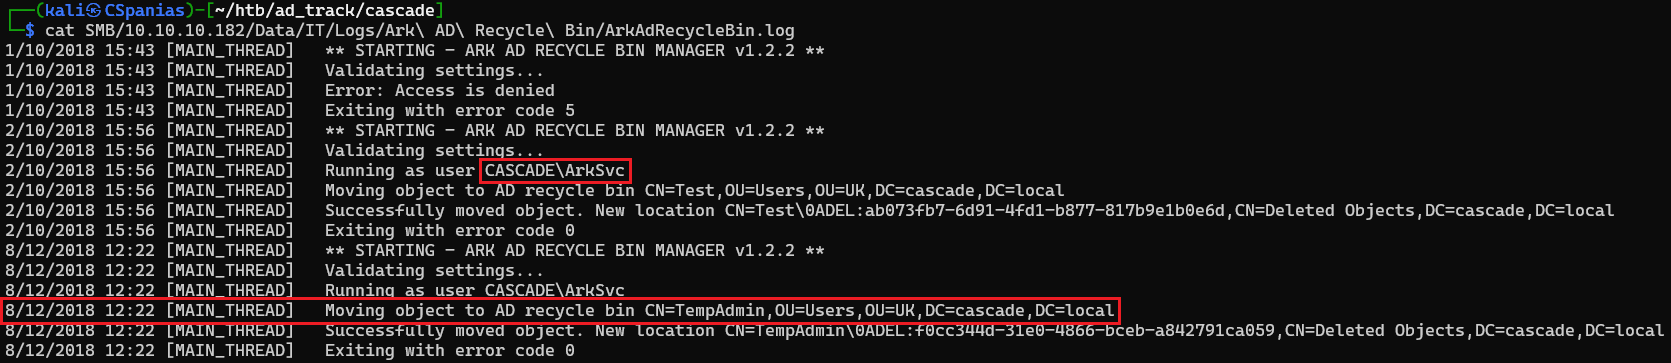 ┌──(kali㉿CSpanias)-[~/htb/ad_track/cascade]
└─$ cat SMB/10.10.10.182/Data/IT/Logs/Ark\ AD\ Recycle\ Bin/ArkAdRecycleBin.log
1/10/2018 15:43 [MAIN_THREAD]   ** STARTING - ARK AD RECYCLE BIN MANAGER v1.2.2 **
1/10/2018 15:43 [MAIN_THREAD]   Validating settings...
1/10/2018 15:43 [MAIN_THREAD]   Error: Access is denied
1/10/2018 15:43 [MAIN_THREAD]   Exiting with error code 5
2/10/2018 15:56 [MAIN_THREAD]   ** STARTING - ARK AD RECYCLE BIN MANAGER v1.2.2 **
2/10/2018 15:56 [MAIN_THREAD]   Validating settings...
2/10/2018 15:56 [MAIN_THREAD]   Running as user CASCADE\ArkSvc
2/10/2018 15:56 [MAIN_THREAD]   Moving object to AD recycle bin CN=Test,OU=Users,OU=UK,DC=cascade,DC=local
2/10/2018 15:56 [MAIN_THREAD]   Successfully moved object. New location CN=Test\0ADEL:ab073fb7-6d91-4fd1-b877-817b9e1b0e6d,CN=Deleted Objects,DC=cascade,DC=local
2/10/2018 15:56 [MAIN_THREAD]   Exiting with error code 0
8/12/2018 12:22 [MAIN_THREAD]   ** STARTING - ARK AD RECYCLE BIN MANAGER v1.2.2 **
8/12/2018 12:22 [MAIN_THREAD]   Validating settings...
8/12/2018 12:22 [MAIN_THREAD]   Running as user CASCADE\ArkSvc
8/12/2018 12:22 [MAIN_THREAD]   Moving object to AD recycle bin CN=TempAdmin,OU=Users,OU=UK,DC=cascade,DC=local
8/12/2018 12:22 [MAIN_THREAD]   Successfully moved object. New location CN=TempAdmin\0ADEL:f0cc344d-31e0-4866-bceb-a842791ca059,CN=Deleted Objects,DC=cascade,DC=local
8/12/2018 12:22 [MAIN_THREAD]   Exiting with error code 0